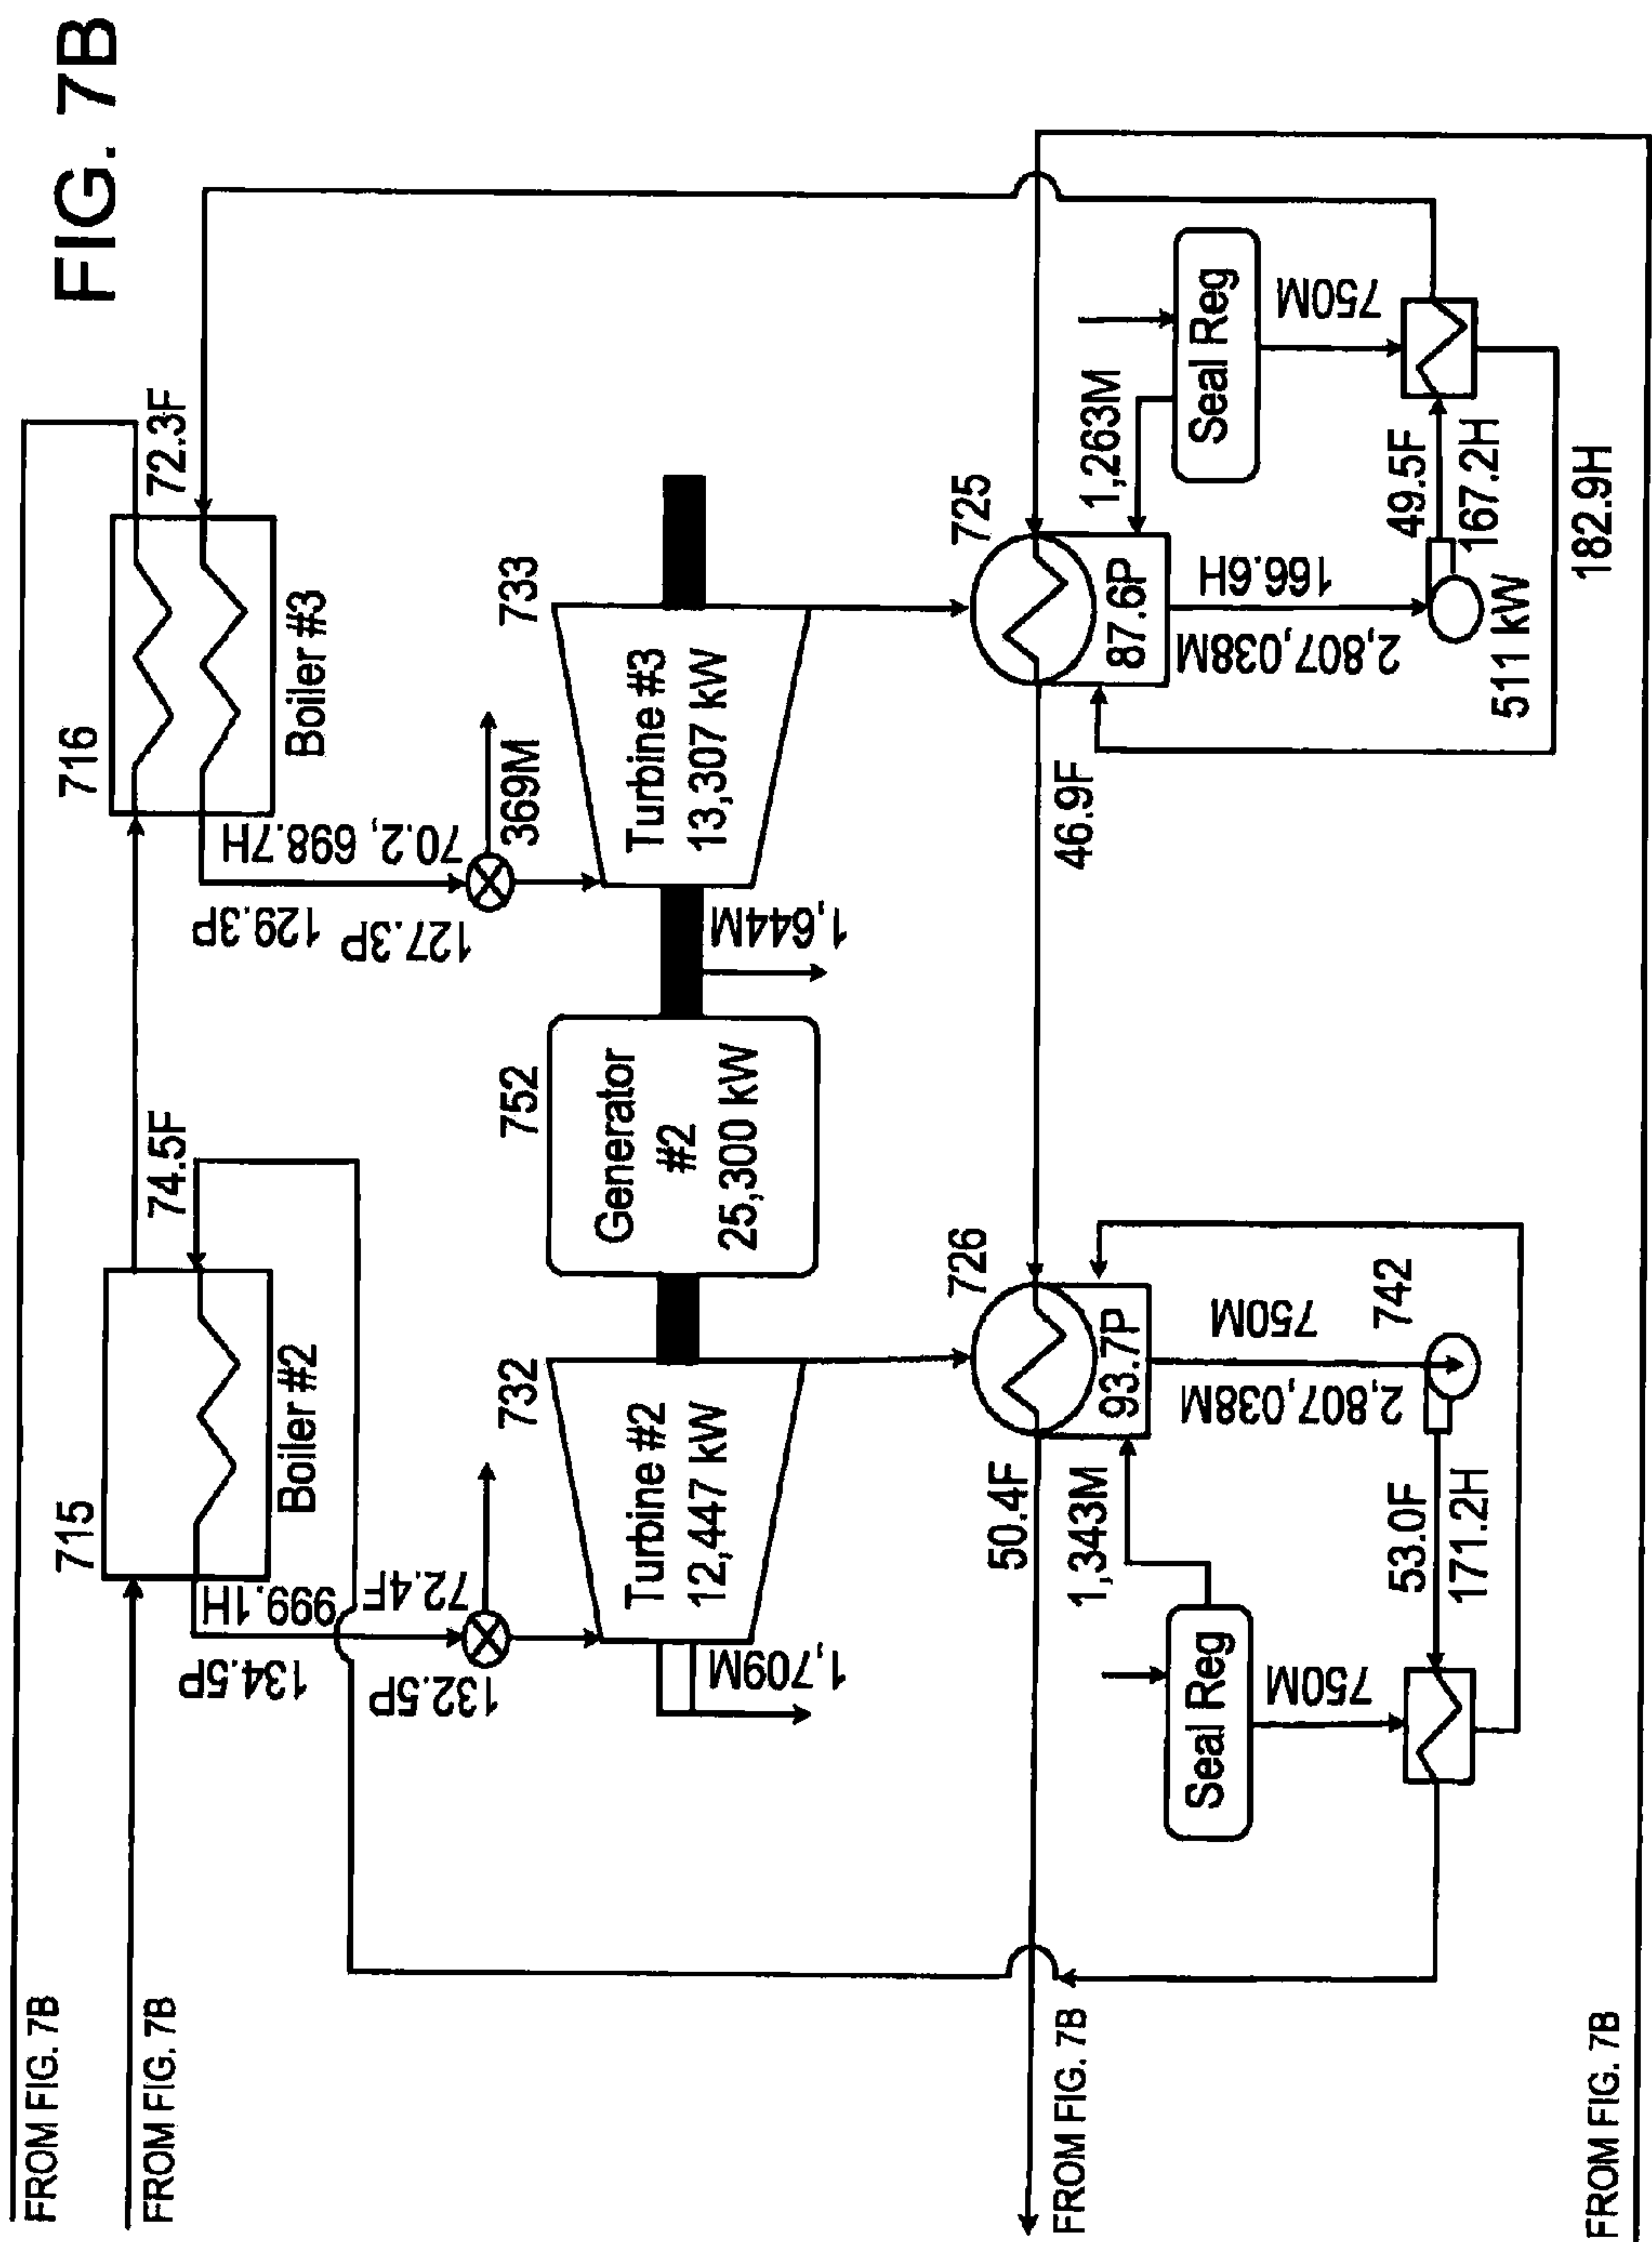 FIG. 7B
FROM FIG. 7B
FROM FIG. 7B
715
Boiler #2
74.5F
716
Boiler #3
72.3F
134.5P
999.1H
132.5P
72.4F
129.3P
70.2, 698.7H
127.3P
369M
732
Turbine #2
12,447 kW
1,709M
752
Generator
#2
25,300 kW
1,644M
733
Turbine #3
13,307 kW
FROM FIG. 7B
50.4F
726
93.7P
46.9F
725
87.6P
1,343M
Seal Reg
750M
2,807,038M
750M
742
53.0F
171.2H
1,263M
Seal Reg
750M
2,807,038M
166.6H
511 kW
49.5F
167.2H
182.9H
FROM FIG. 7B